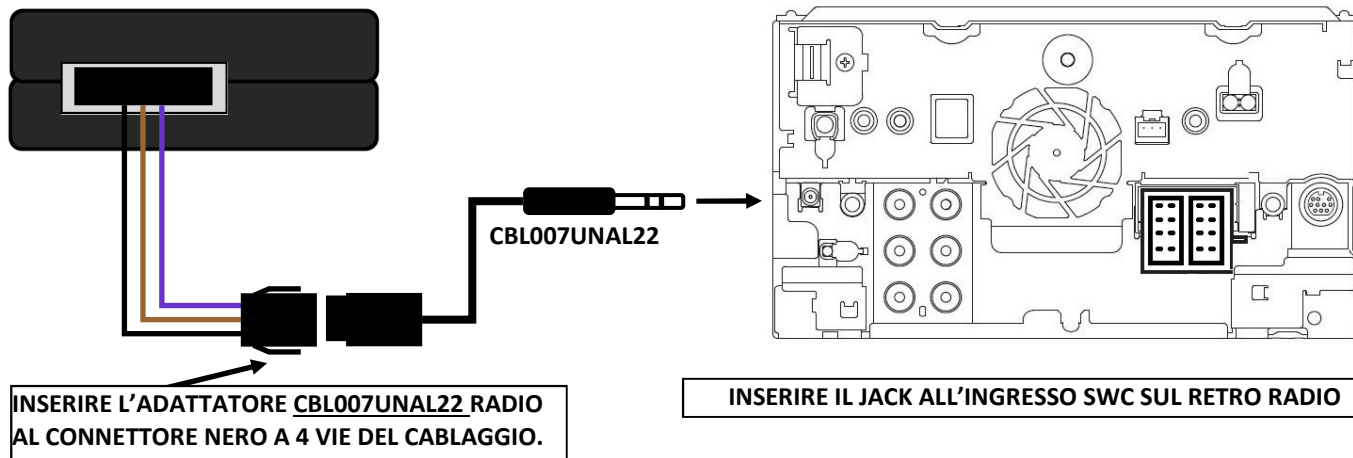 CBL007UNAL22
INSERIRE L’ADATTATORE CBL007UNAL22 RADIO
AL CONNETTORE NERO A 4 VIE DEL CABLAGGIO.
INSERIRE IL JACK ALL’INGRESSO SWC SUL RETRO RADIO